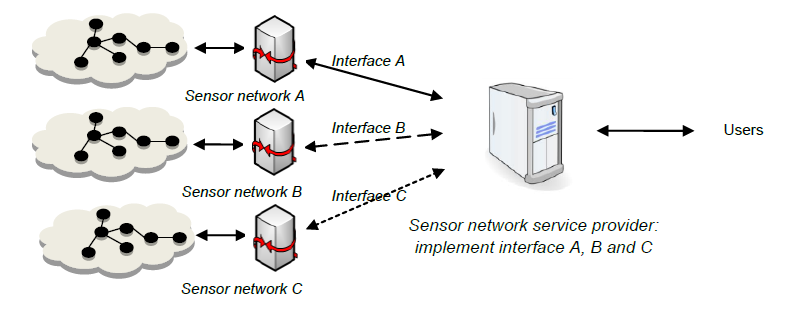 Interface A
Sensor network A
Interface B
Users
Sensor network B
Interface C
Sensor network service provider:
implement interface A, B and C
Sensor network C